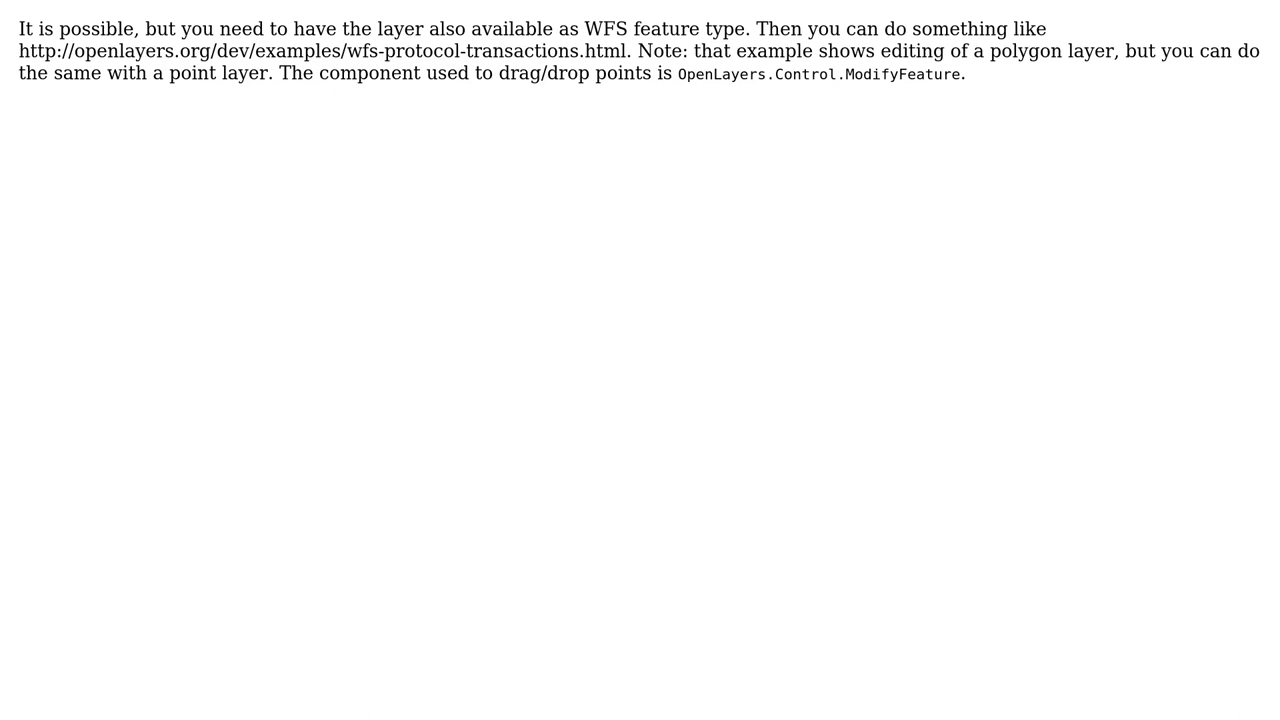 It is possible, but you need to have the layer also available as WFS feature type. Then you can do something like
http://openlayers.org/dev/examples/wfs-protocol-transactions.html. Note: that example shows editing of a polygon layer, but you can do
the same with a point layer. The component used to drag/drop points is OpenLayers.Control.ModifyFeature.